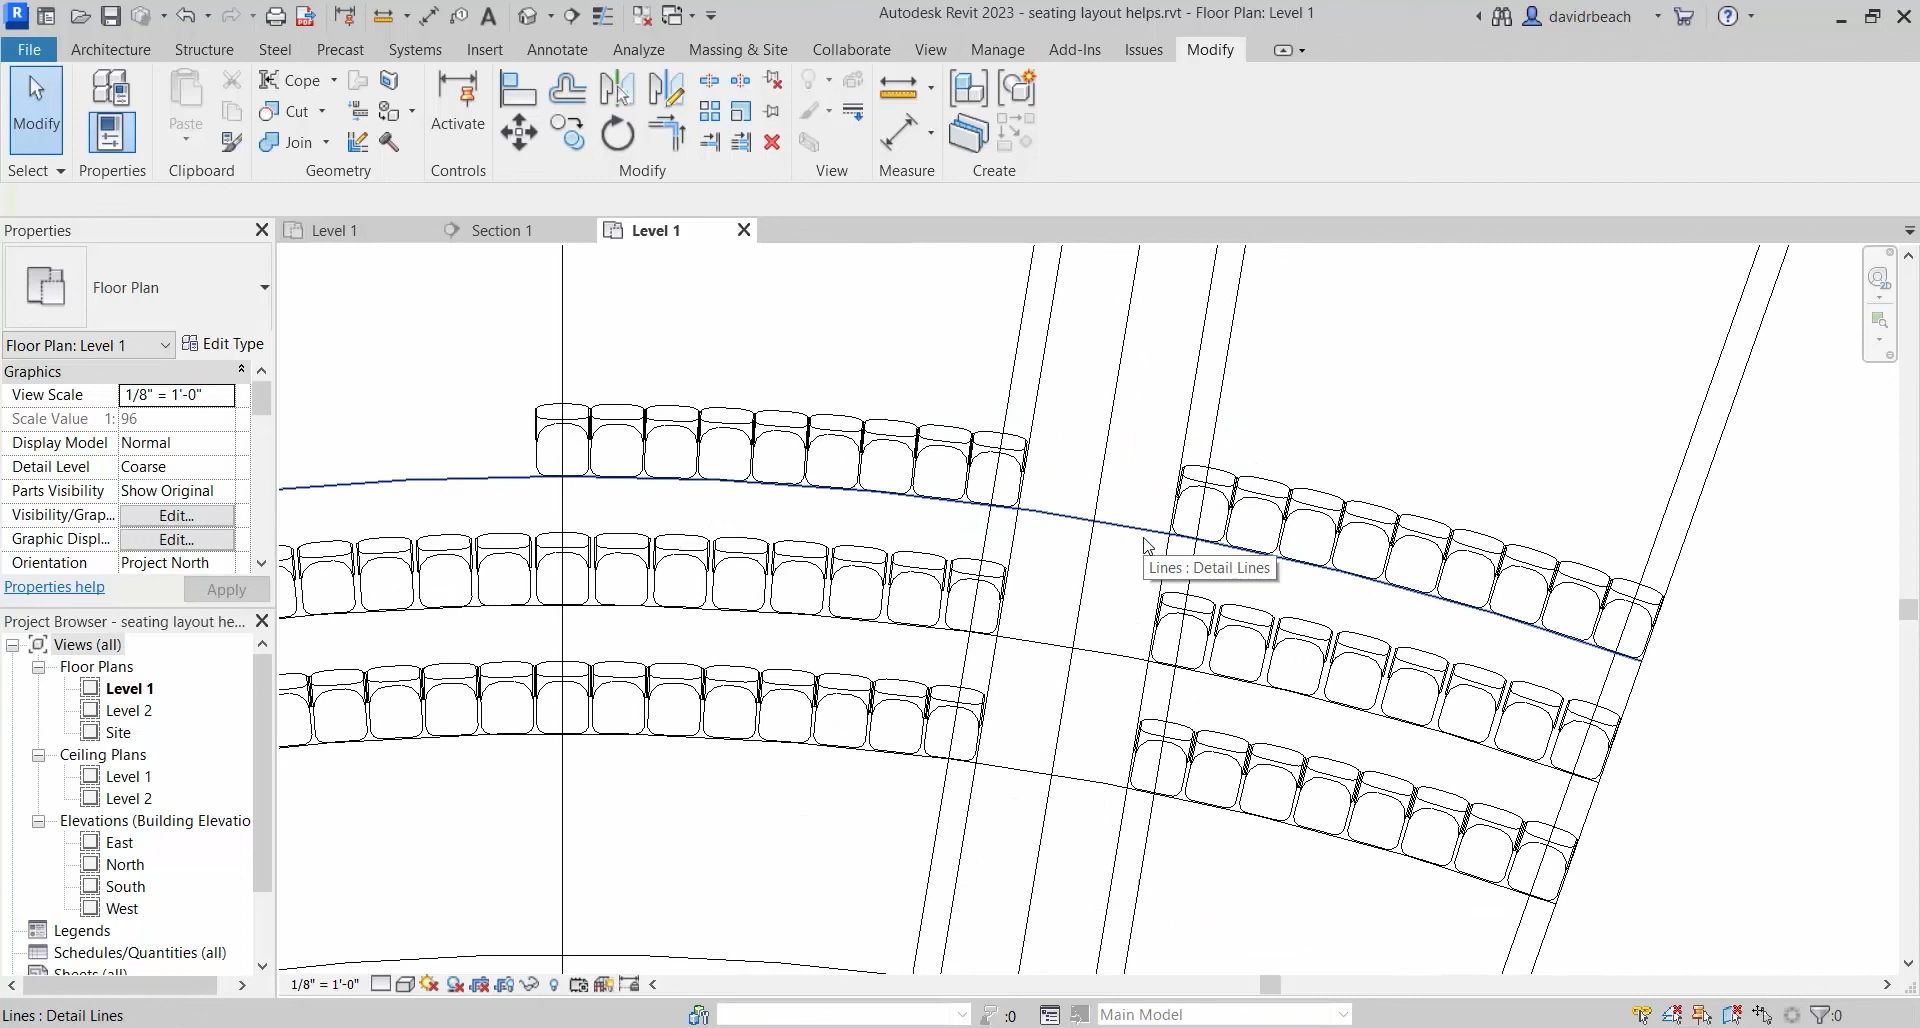 Autodesk Revit 2023 - seating layout helps.rvt - Floor Plan: Level 1
davidrbeach
File Architecture Structure Steel Precast Systems Insert Annotate Analyze Massing & Site Collaborate View Manage Add-Ins Issues Modify
Modify
Paste
Cope
Cut
Join
Activate
Select Properties Clipboard Geometry Controls Modify View Measure Create
Properties
Level 1
Section 1
Level 1
Floor Plan
Floor Plan: Level 1
Edit Type
Graphics
View Scale 1/8" = 1'-0"
Scale Value 1: 96
Display Model Normal
Detail Level Coarse
Parts Visibility Show Original
Visibility/Grap... Edit...
Graphic Displ... Edit...
Orientation Project North
Properties help
Apply
Project Browser - seating layout he...
Views (all)
Floor Plans
Level 1
Level 2
Site
Ceiling Plans
Level 1
Level 2
Elevations (Building Elevatio
East
North
South
West
Legends
Schedules/Quantities (all)
Sheets (all)
2D
Lines : Detail Lines
1/8" = 1'-0"
Lines : Detail Lines
:0
Main Model
:0